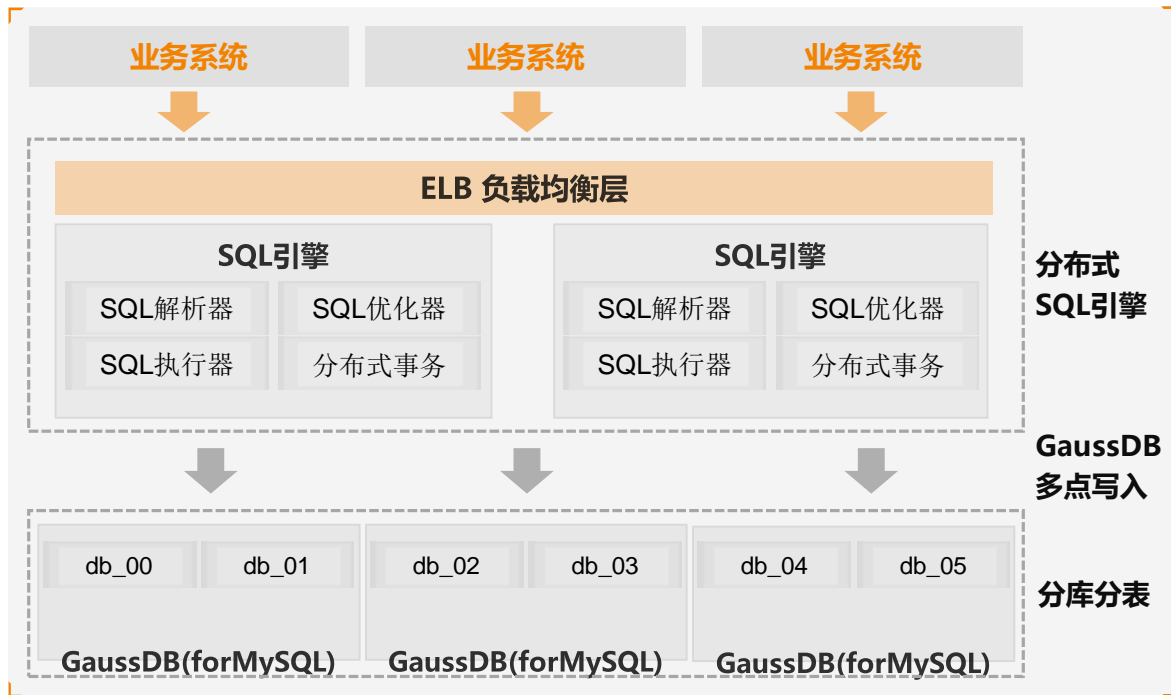 业务系统
业务系统
业务系统
ELB 负载均衡层
SQL引擎
SQL解析器
SQL优化器
SQL执行器
分布式事务
SQL引擎
SQL解析器
SQL优化器
SQL执行器
分布式事务
分布式
SQL引擎
GaussDB
多点写入
db_00
db_01
GaussDB(forMySQL)
db_02
db_03
GaussDB(forMySQL)
db_04
db_05
GaussDB(forMySQL)
分库分表